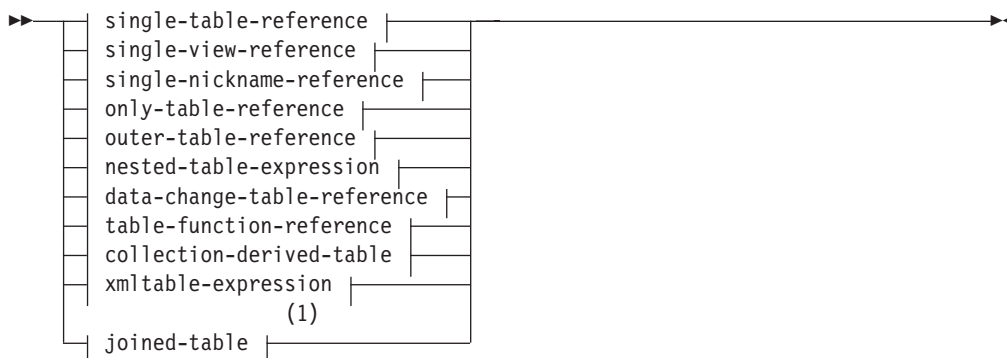 single-table-reference
single-view-reference
single-nickname-reference
only-table-reference
outer-table-reference
nested-table-expression
data-change-table-reference
table-function-reference
collection-derived-table
xmltable-expression
(1)
joined-table